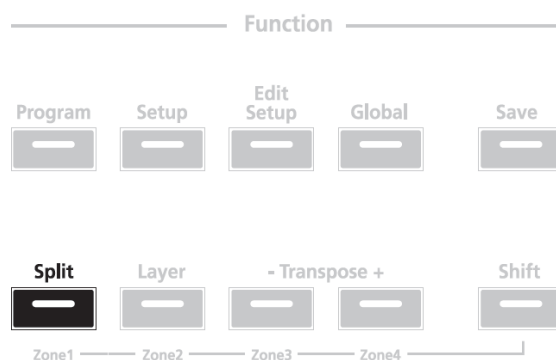 Function
Program Setup Edit Setup Global Save
Split Layer - Transpose + Shift
Zone1 Zone2 Zone3 Zone4